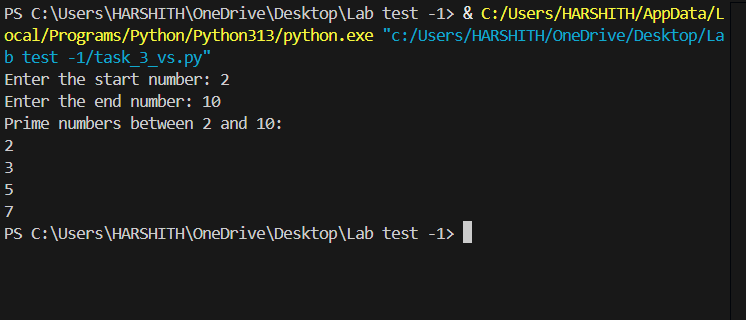 PS C:\Users\HARSHITH\OneDrive\Desktop\Lab test -1> & C:/Users/HARSHITH/AppData/L
ocal/Programs/Python/Python313/python.exe "c:/Users/HARSHITH/OneDrive/Desktop/La
b test -1/task_3_vs.py"
Enter the start number: 2
Enter the end number: 10
Prime numbers between 2 and 10:
2
3
5
7
PS C:\Users\HARSHITH\OneDrive\Desktop\Lab test -1>